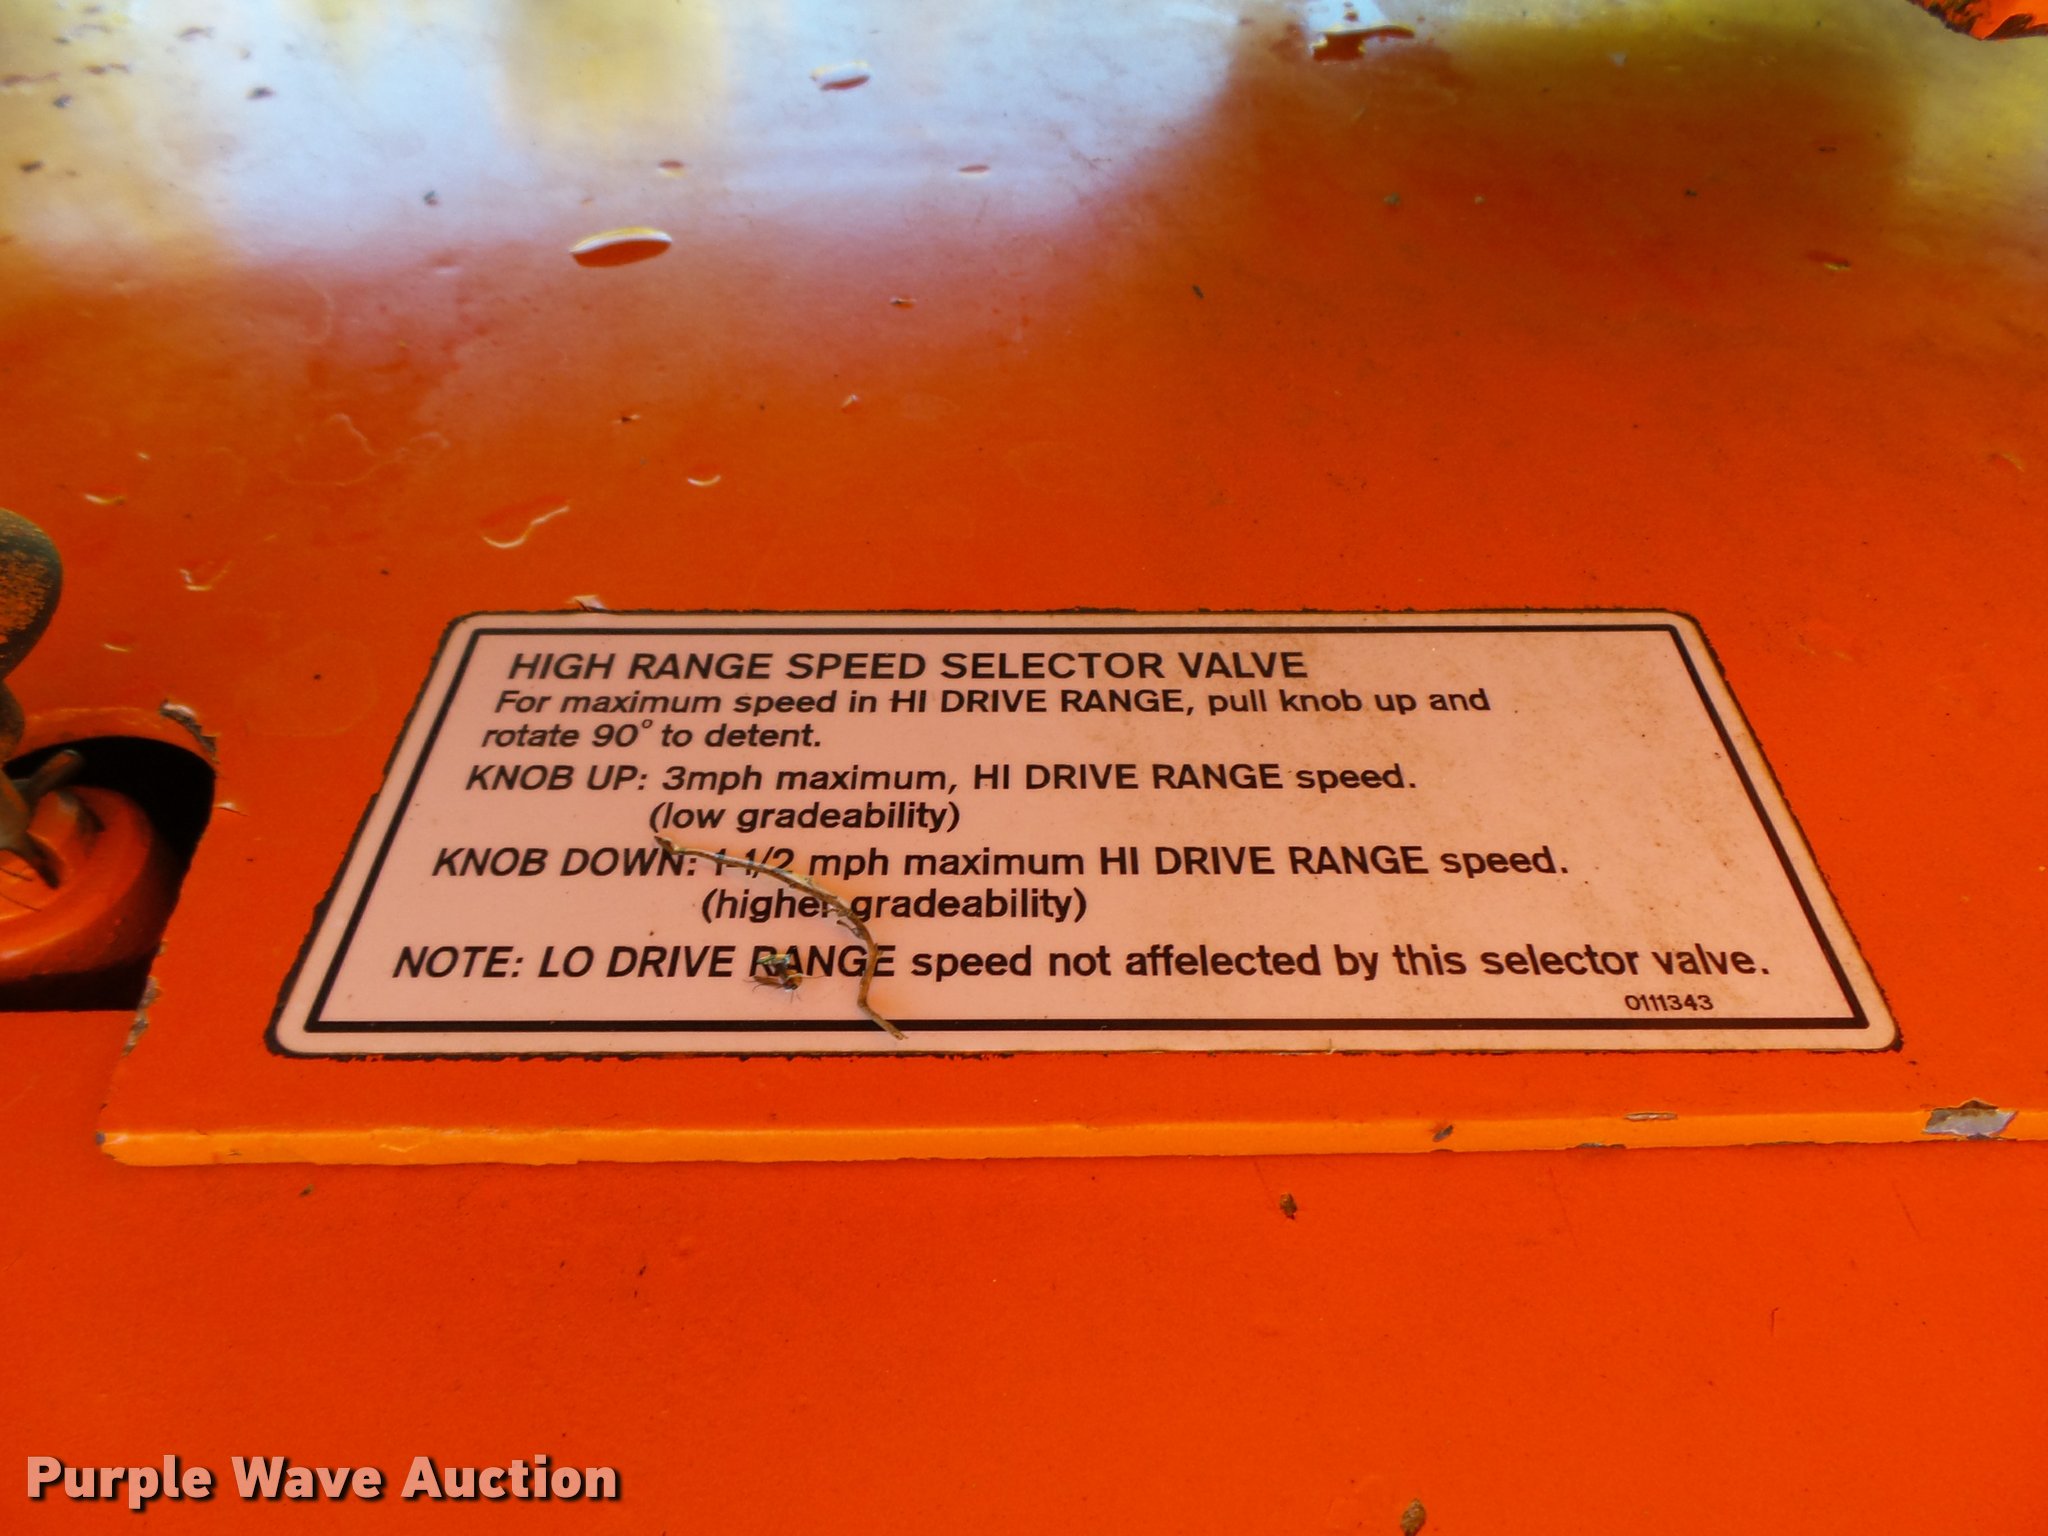 HIGH RANGE SPEED SELECTOR VALVE
For maximum speed in HI DRIVE RANGE, pull knob up and
rotate 90° to detent.
KNOB UP: 3mph maximum, HI DRIVE RANGE speed.
(low gradeability)
KNOB DOWN: 1-1/2 mph maximum HI DRIVE RANGE speed.
(higher gradeability)
NOTE: LO DRIVE RANGE speed not affelected by this selector valve.
0111343
Purple Wave Auction